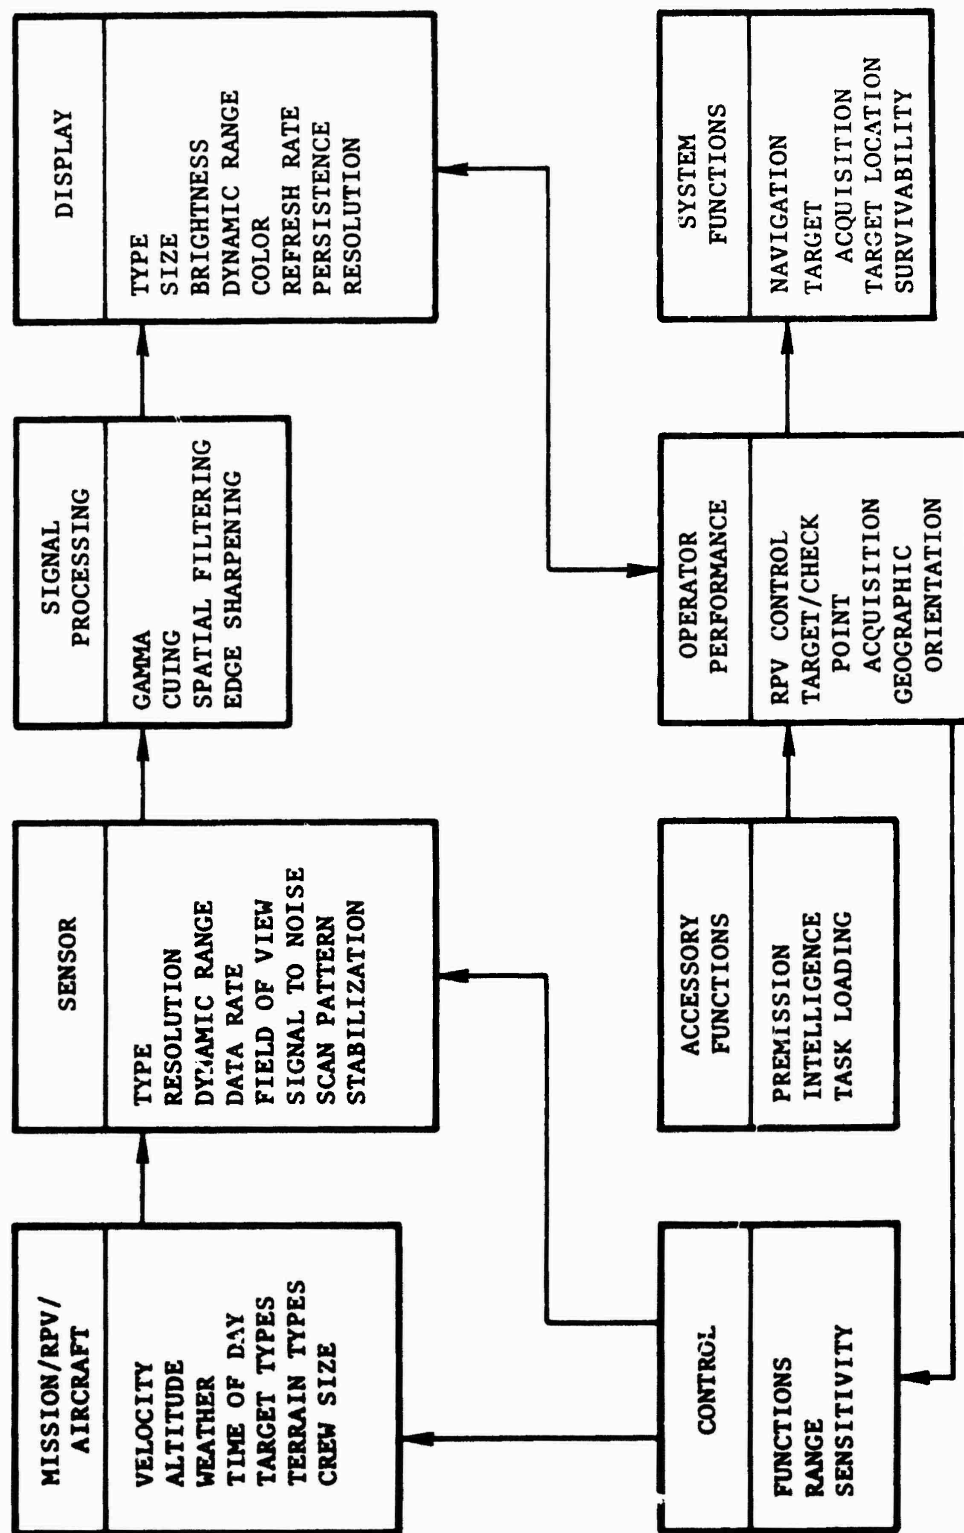 MISSION/RPV/
AIRCRAFT
VELOCITY
ALTITUDE
WEATHER
TIME OF DAY
TARGET TYPES
TERRAIN TYPES
CREW SIZE
SENSOR
TYPE
RESOLUTION
DYNAMIC RANGE
DATA RATE
FIELD OF VIEW
SIGNAL TO NOISE
SCAN PATTERN
STABILIZATION
SIGNAL
PROCESSING
GAMMA
CUING
SPATIAL FILTERING
EDGE SHARPENING
DISPLAY
TYPE
SIZE
BRIGHTNESS
DYNAMIC RANGE
COLOR
REFRESH RATE
PERSISTENCE
RESOLUTION
CONTROL
FUNCTIONS
RANGE
SENSITIVITY
ACCESSORY
FUNCTIONS
PREMISSION
INTELLIGENCE
TASK LOADING
OPERATOR
PERFORMANCE
RPV CONTROL
TARGET/CHECK
POINT
ACQUISITION
GEOGRAPHIC
ORIENTATION
SYSTEM
FUNCTIONS
NAVIGATION
TARGET
ACQUISITION
TARGET LOCATION
SURVIVABILITY